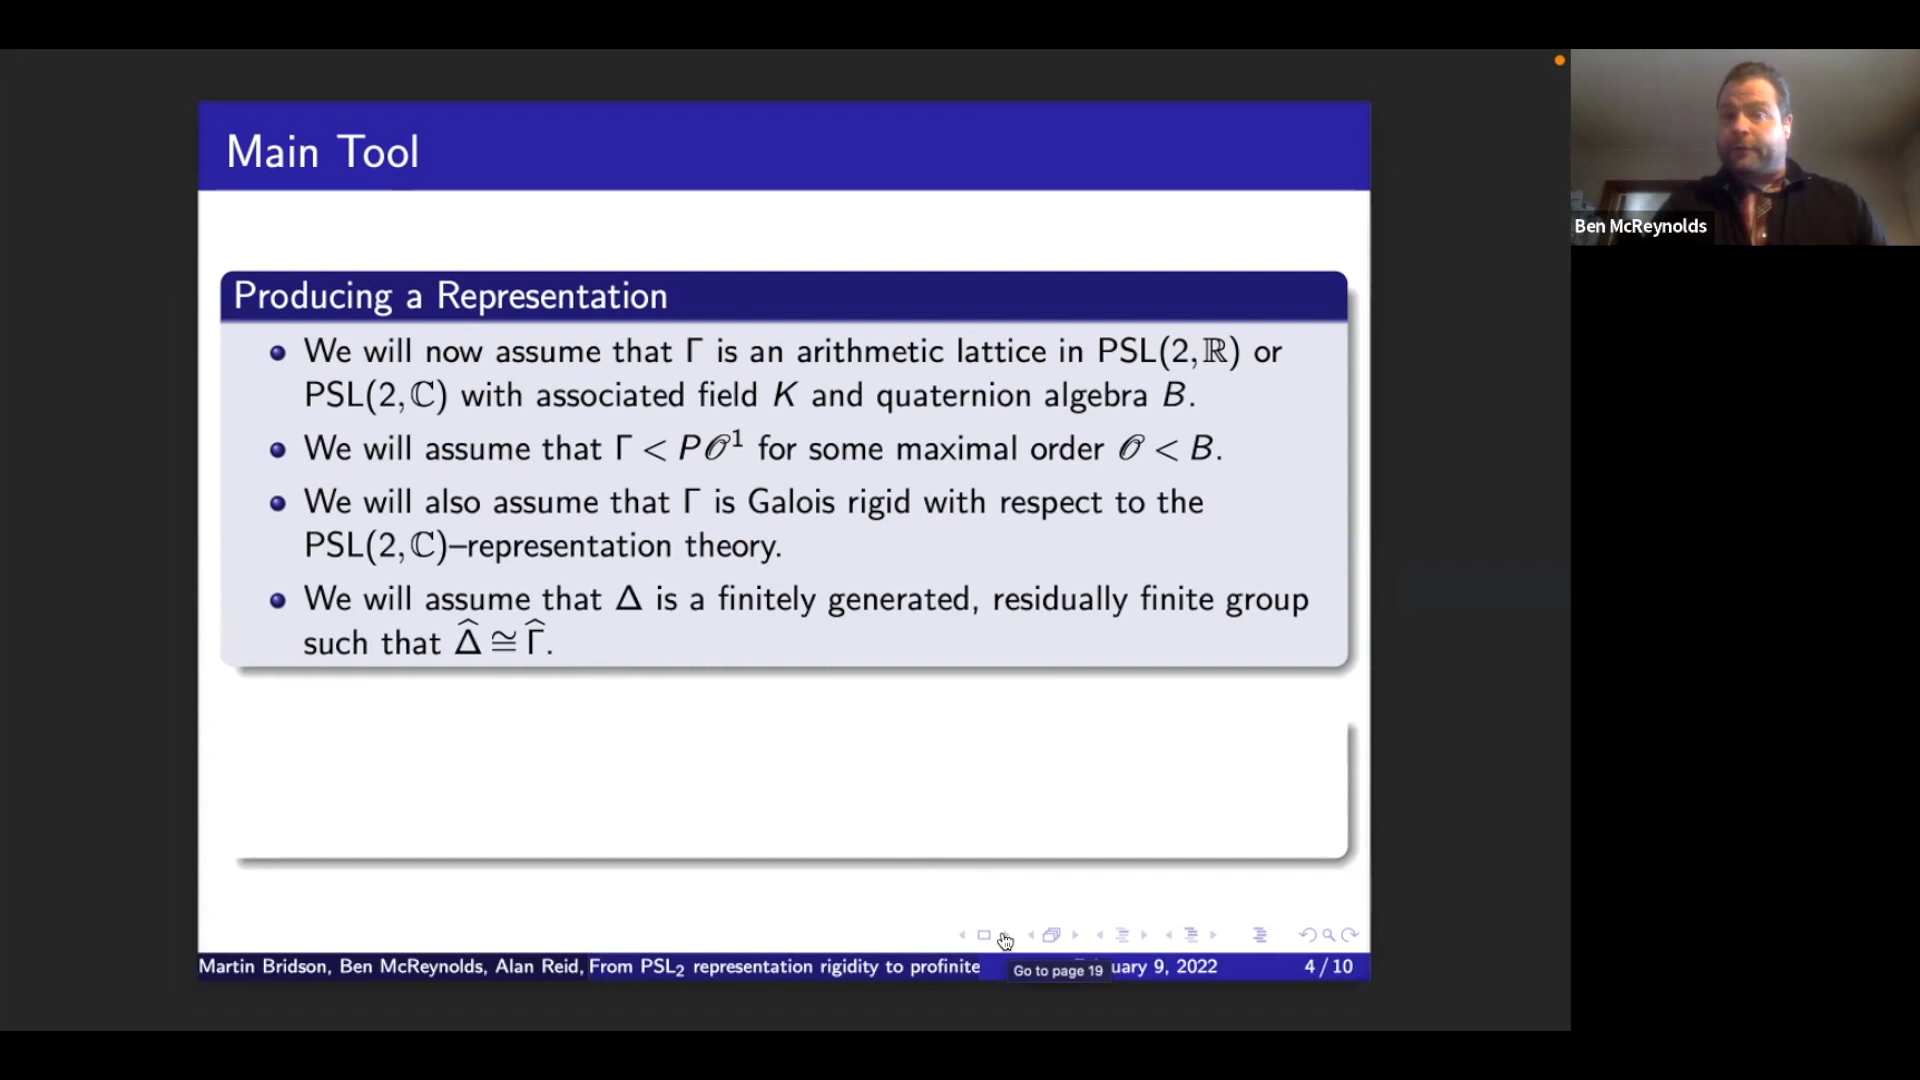 Main Tool
Ben McReynolds
Producing a Representation
• We will now assume that Γ is an arithmetic lattice in PSL(2, ℝ) or
PSL(2, ℂ) with associated field K and quaternion algebra B.
• We will assume that Γ < P𝒪¹ for some maximal order 𝒪 < B.
• We will also assume that Γ is Galois rigid with respect to the
PSL(2, ℂ)–representation theory.
• We will assume that Δ is a finitely generated, residually finite group
such that Δ̂ ≅ Γ̂.
Martin Bridson, Ben McReynolds, Alan Reid, From PSL₂ representation rigidity to profinite uary 9, 2022 4 / 10
Go to page 19